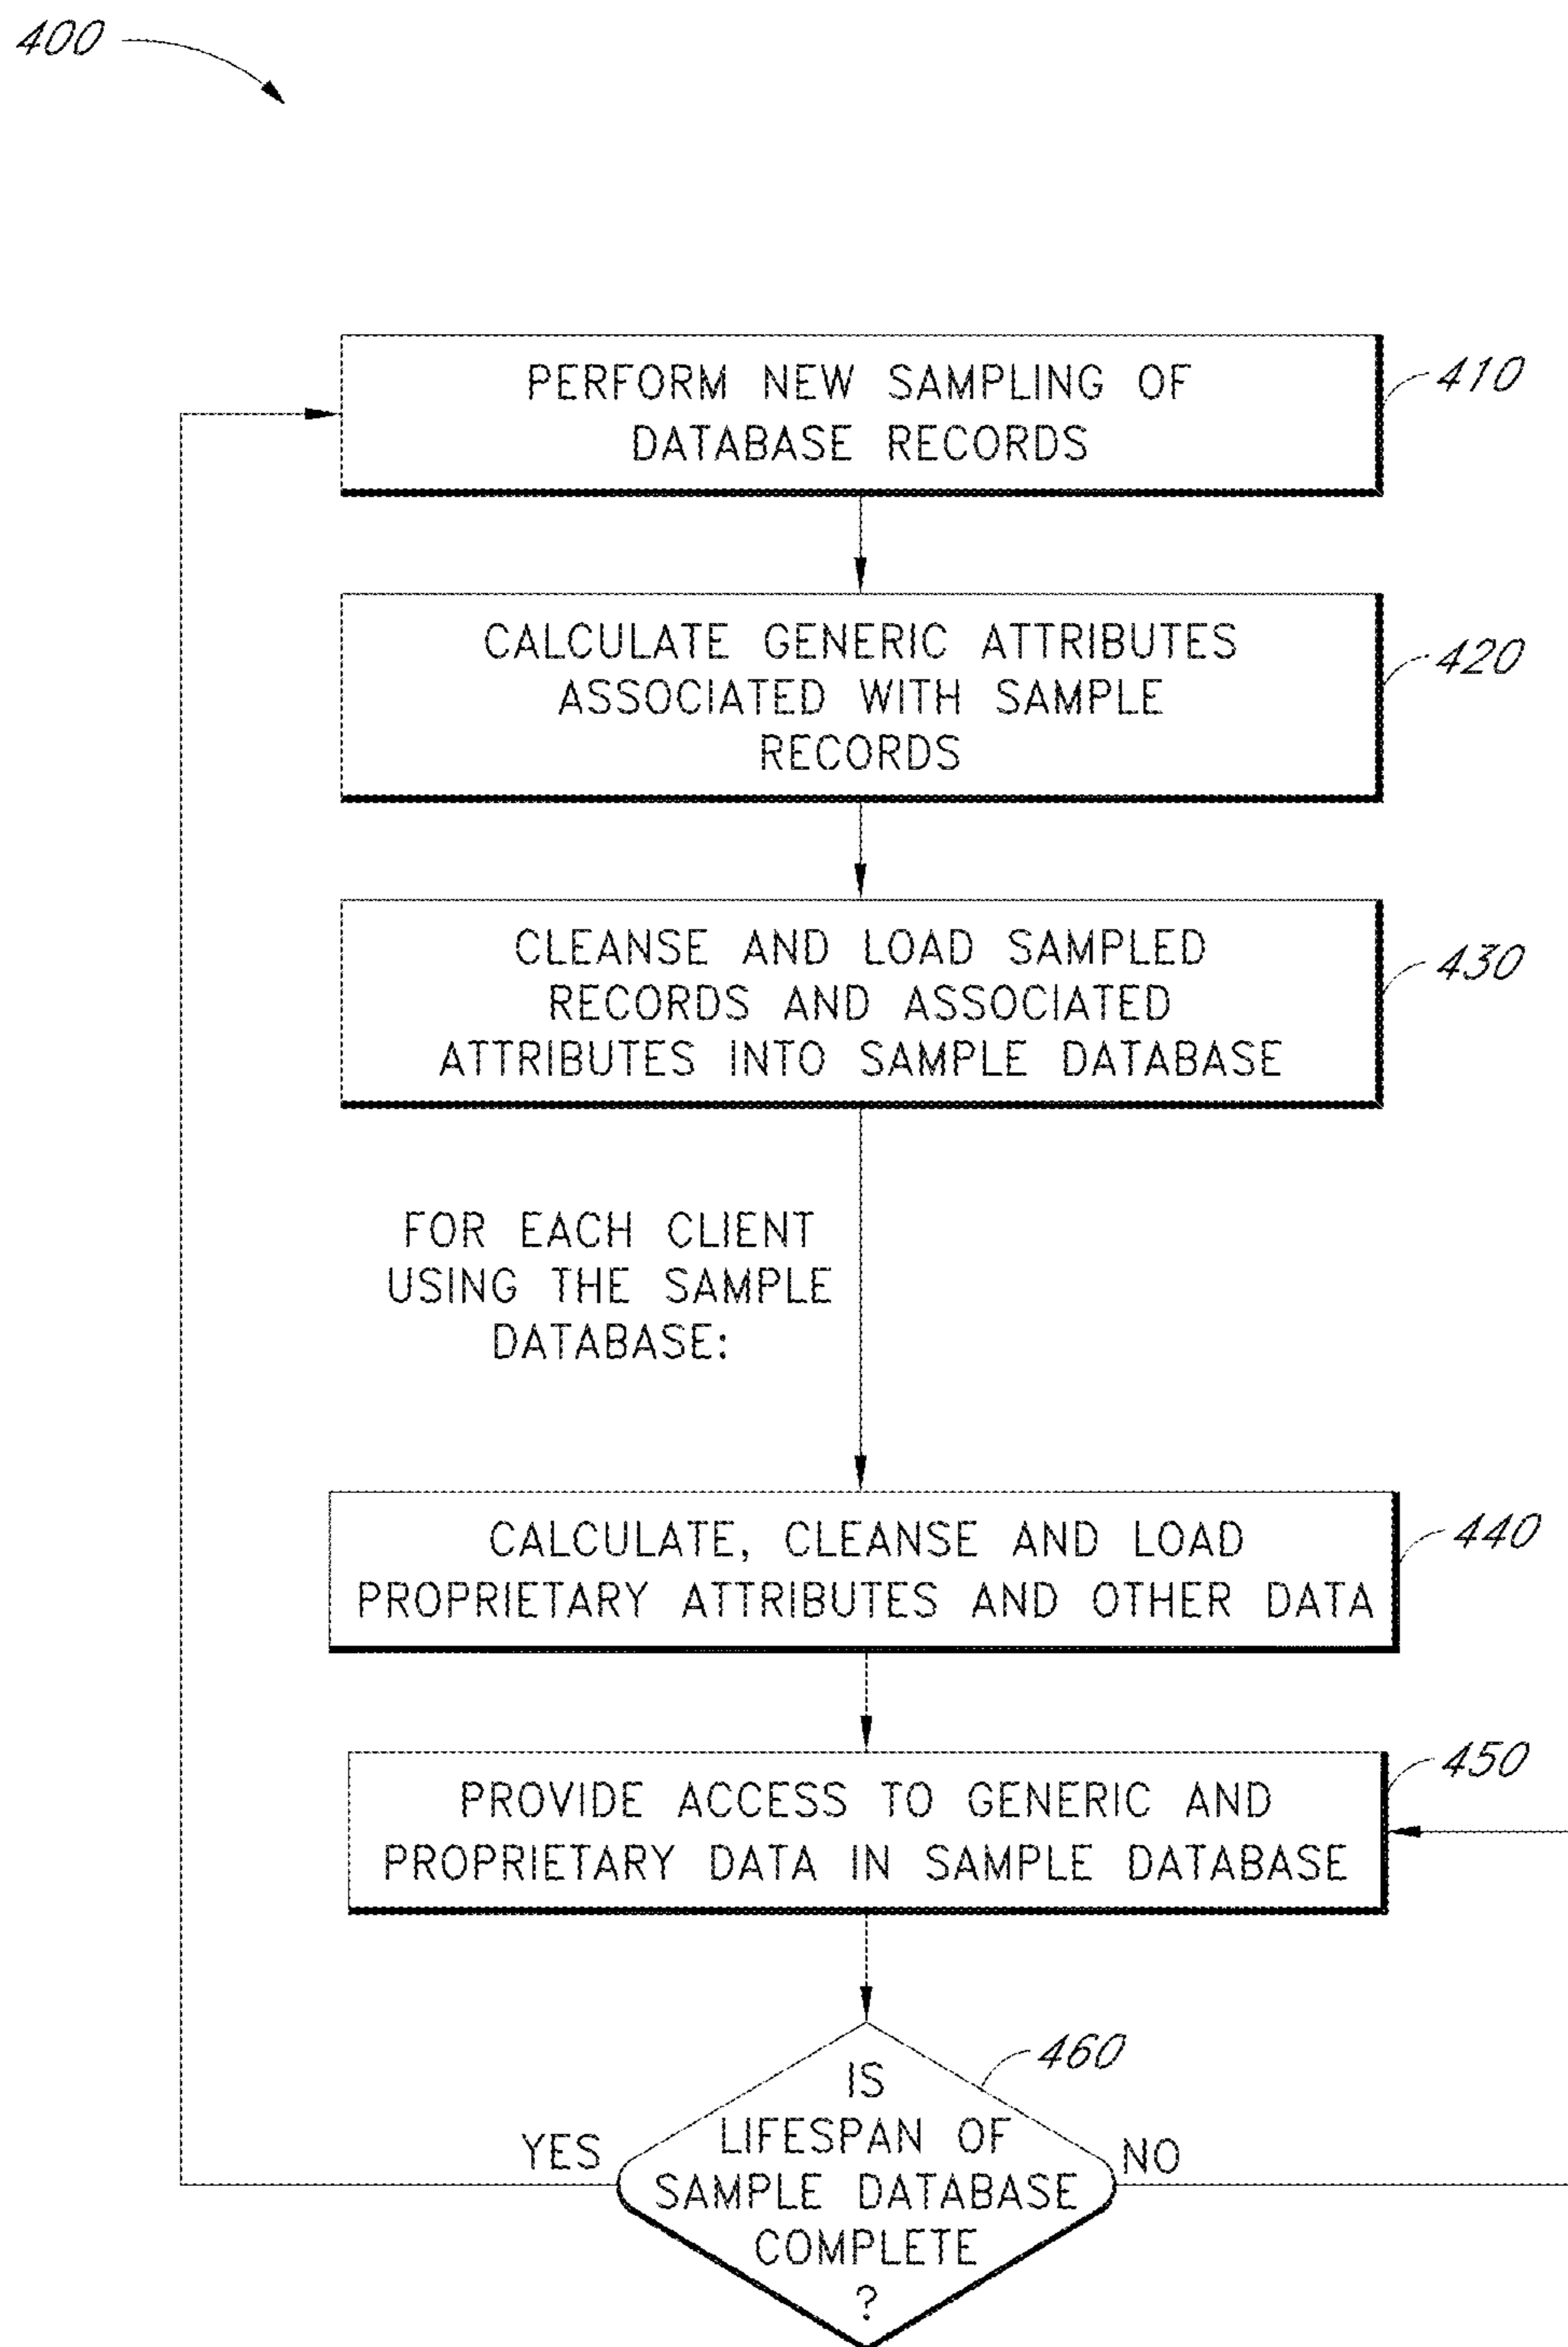 400
PERFORM NEW SAMPLING OF
DATABASE RECORDS
410
CALCULATE GENERIC ATTRIBUTES
ASSOCIATED WITH SAMPLE
RECORDS
420
CLEANSE AND LOAD SAMPLED
RECORDS AND ASSOCIATED
ATTRIBUTES INTO SAMPLE DATABASE
430
FOR EACH CLIENT
USING THE SAMPLE
DATABASE:
CALCULATE, CLEANSE AND LOAD
PROPRIETARY ATTRIBUTES AND OTHER DATA
440
PROVIDE ACCESS TO GENERIC AND
PROPRIETARY DATA IN SAMPLE DATABASE
450
460
IS
LIFESPAN OF
SAMPLE DATABASE
COMPLETE
?
YES
NO